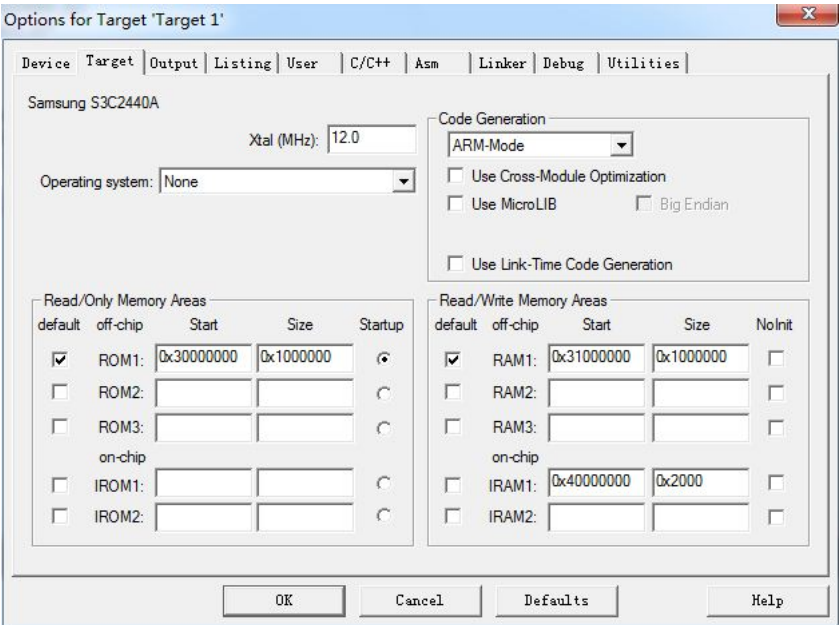 Options for Target 'Target 1'
Device Target Output Listing User C/C++ Asm Linker Debug Utilities
Samsung S3C2440A
Xtal (MHz): 12.0
Operating system: None
Code Generation
ARM-Mode
Use Cross-Module Optimization
Use MicroLIB Big Endian
Use Link-Time Code Generation
Read/Only Memory Areas
default off-chip Start Size Startup
ROM1: 0x30000000 0x1000000
ROM2:
ROM3:
on-chip
IROM1:
IROM2:
Read/Write Memory Areas
default off-chip Start Size NoInit
RAM1: 0x31000000 0x1000000
RAM2:
RAM3:
on-chip
IRAM1: 0x40000000 0x2000
IRAM2:
OK Cancel Defaults Help